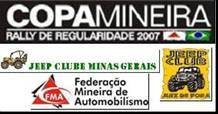 COPAMINEIRA
RALLY DE REGULARIDADE 2007
JEEP CLUB
JEEP CLUBE MINAS GERAIS
FMA
Federação
Mineira de
Automobilismo
JUIZ DE FORA